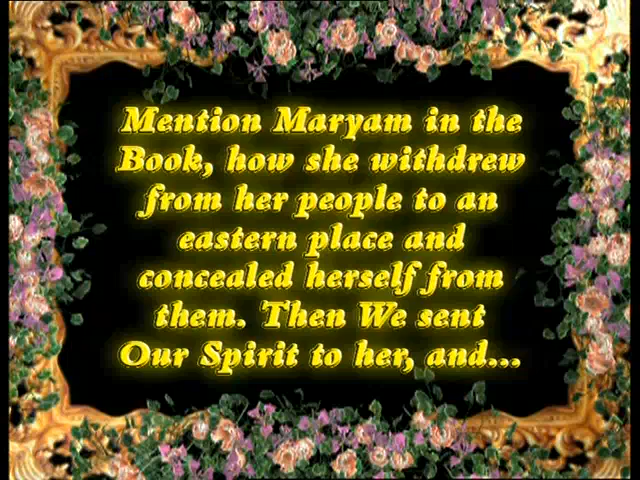 Mention Maryam in the
Book, how she withdrew
from her people to an
eastern place and
concealed herself from
them. Then We sent
Our Spirit to her, and...